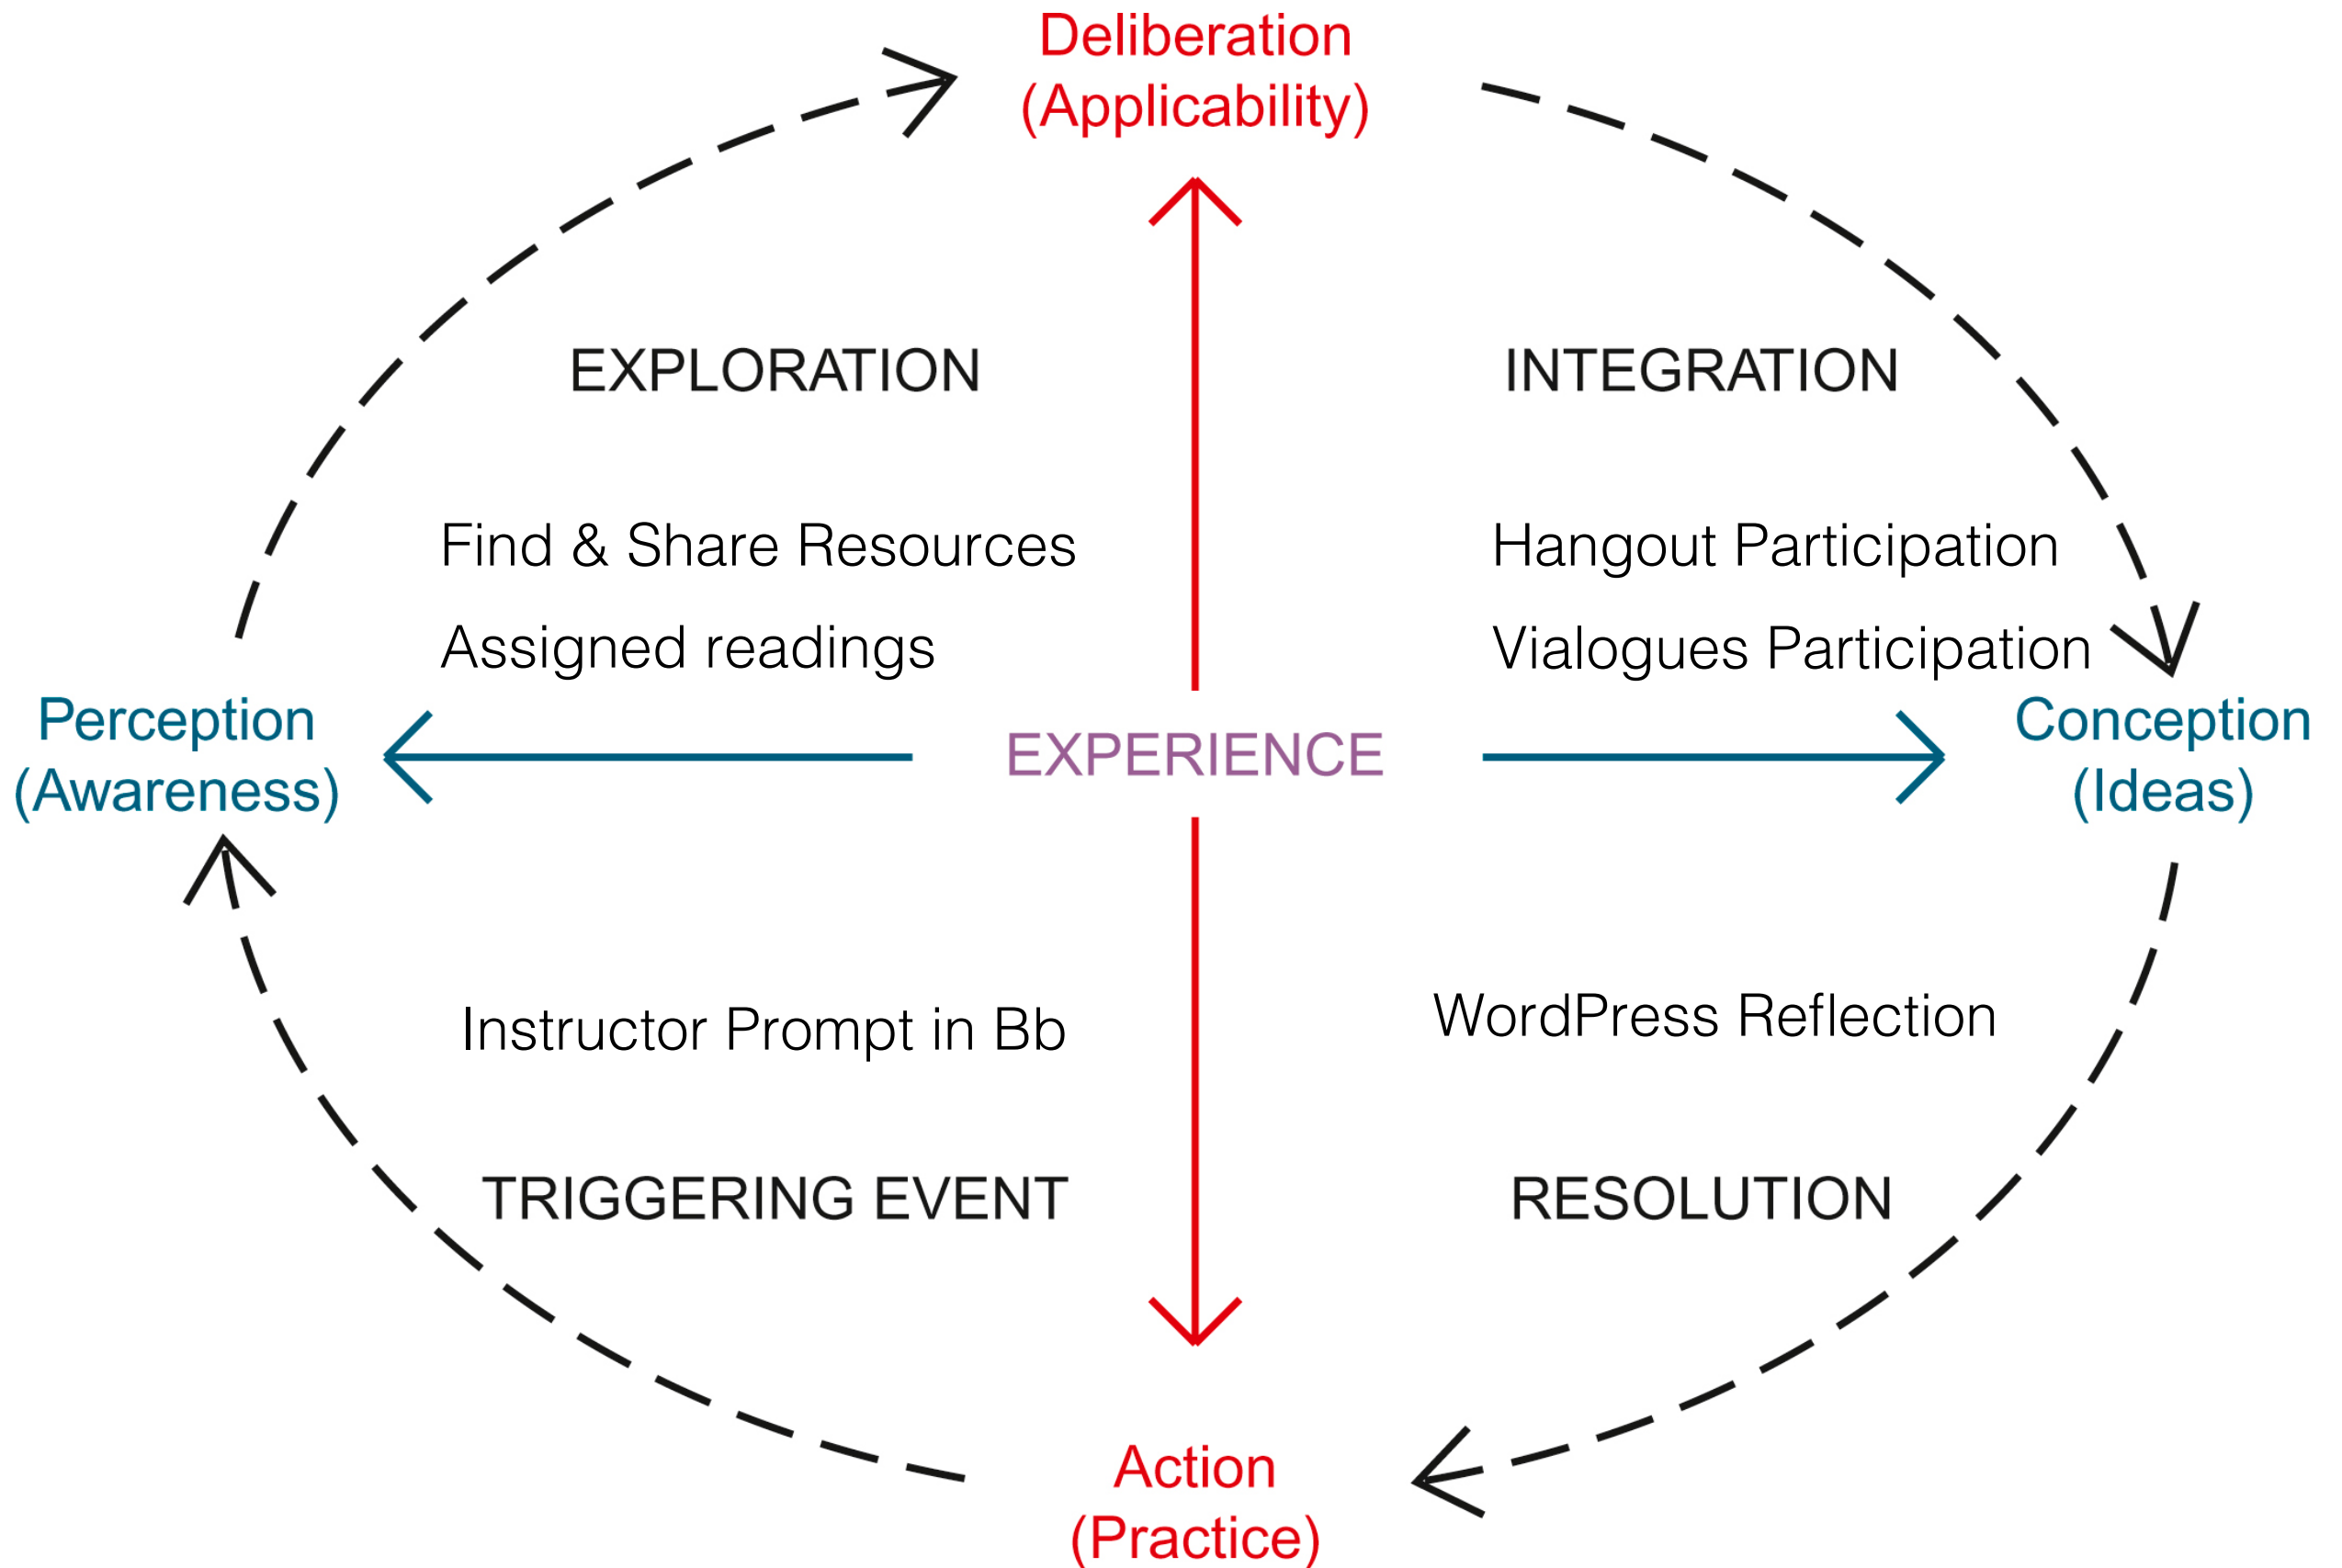 Deliberation
(Applicability)
EXPLORATION
INTEGRATION
Find & Share Resources
Assigned readings
Hangout Participation
Vialogues Participation
Perception
(Awareness)
EXPERIENCE
Conception
(Ideas)
Instructor Prompt in Bb
WordPress Reflection
TRIGGERING EVENT
RESOLUTION
Action
(Practice)